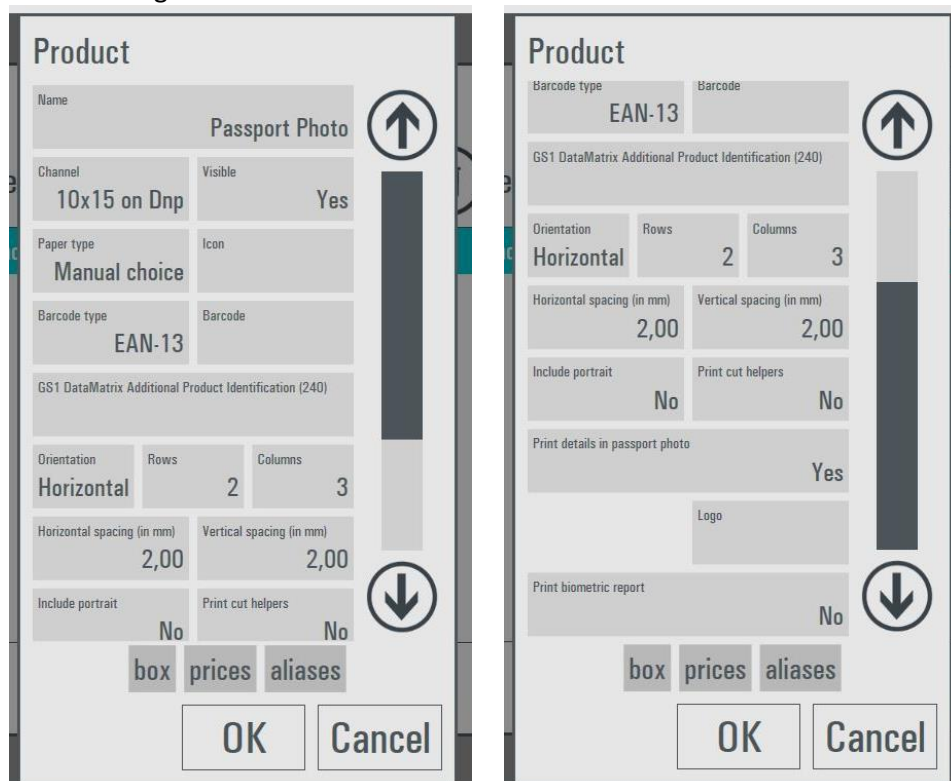 Product
Name
Passport Photo
Channel
10x15 on Dnp
Visible
Yes
Paper type
Manual choice
Icon
Barcode type
EAN-13
Barcode
GS1 DataMatrix Additional Product Identification (240)
Orientation
Horizontal
Rows
2
Columns
3
Horizontal spacing (in mm)
2,00
Vertical spacing (in mm)
2,00
Include portrait
No
Print cut helpers
No
box
prices
aliases
OK
Cancel
Product
Barcode type
EAN-13
Barcode
GS1 DataMatrix Additional Product Identification (240)
Orientation
Horizontal
Rows
2
Columns
3
Horizontal spacing (in mm)
2,00
Vertical spacing (in mm)
2,00
Include portrait
No
Print cut helpers
No
Print details in passport photo
Yes
Logo
Print biometric report
No
box
prices
aliases
OK
Cancel